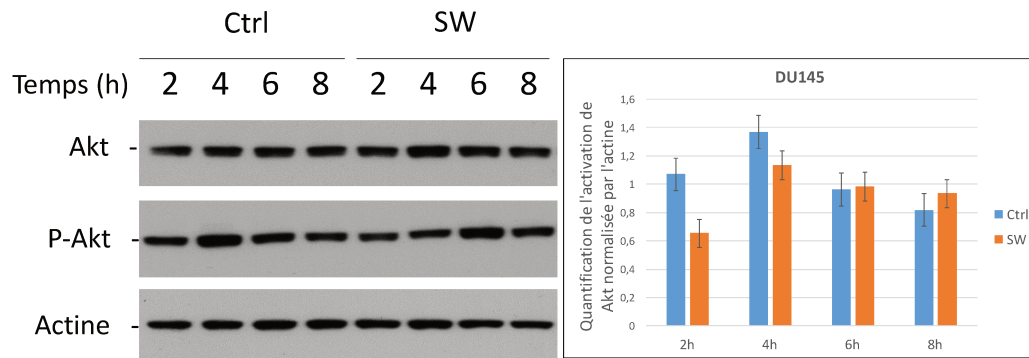 Ctrl SW
Temps (h) 2 4 6 8 2 4 6 8
Akt -
P-Akt -
Actine -
DU145
Quantification de l'activation de
Akt normalisée par l'actine
1,6
1,4
1,2
1
0,8
0,6
0,4
0,2
0
2h 4h 6h 8h
Ctrl
SW